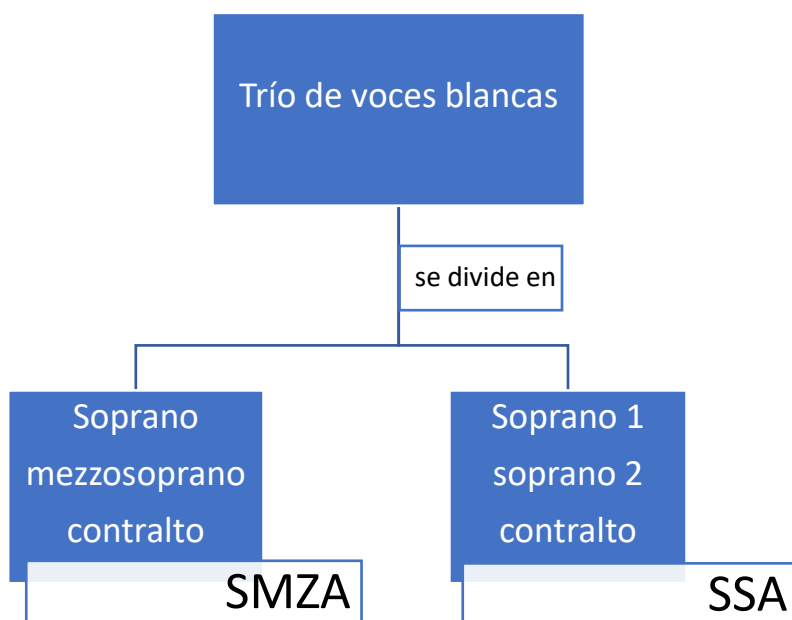 Trío de voces blancas
se divide en
Soprano
mezzosoprano
contralto
SMZA
Soprano 1
soprano 2
contralto
SSA